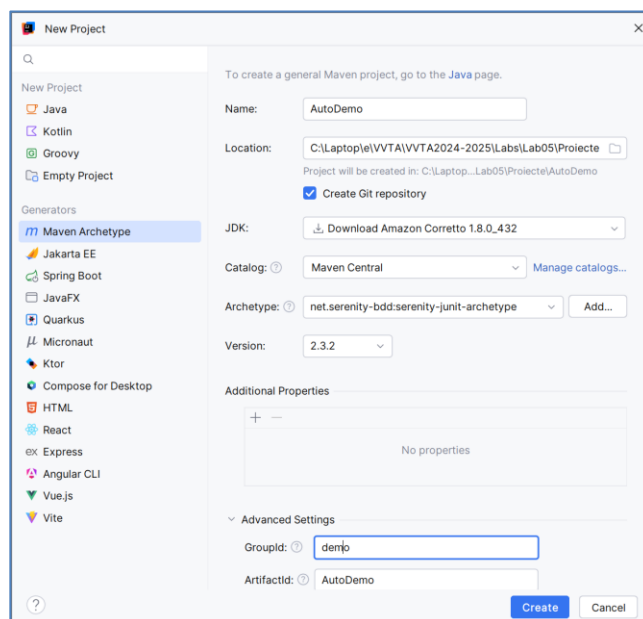 New Project
New Project
Java
Kotlin
Groovy
Empty Project
Generators
Maven Archetype
Jakarta EE
Spring Boot
JavaFX
Quarkus
Micronaut
Ktor
Compose for Desktop
HTML
React
Express
Angular CLI
Vue.js
Vite
To create a general Maven project, go to the Java page.
Name: AutoDemo
Location: C:\Laptop\e\VVTA\VVTA2024-2025\Labs\Lab05\Proiecte
Project will be created in: C:\Laptop...Lab05\Proiecte\AutoDemo
Create Git repository
JDK: Download Amazon Corretto 1.8.0_432
Catalog: Maven Central Manage catalogs...
Archetype: net.serenity-bdd:serenity-junit-archetype Add...
Version: 2.3.2
Additional Properties
No properties
Advanced Settings
GroupId: demo
ArtifactId: AutoDemo
? Create Cancel